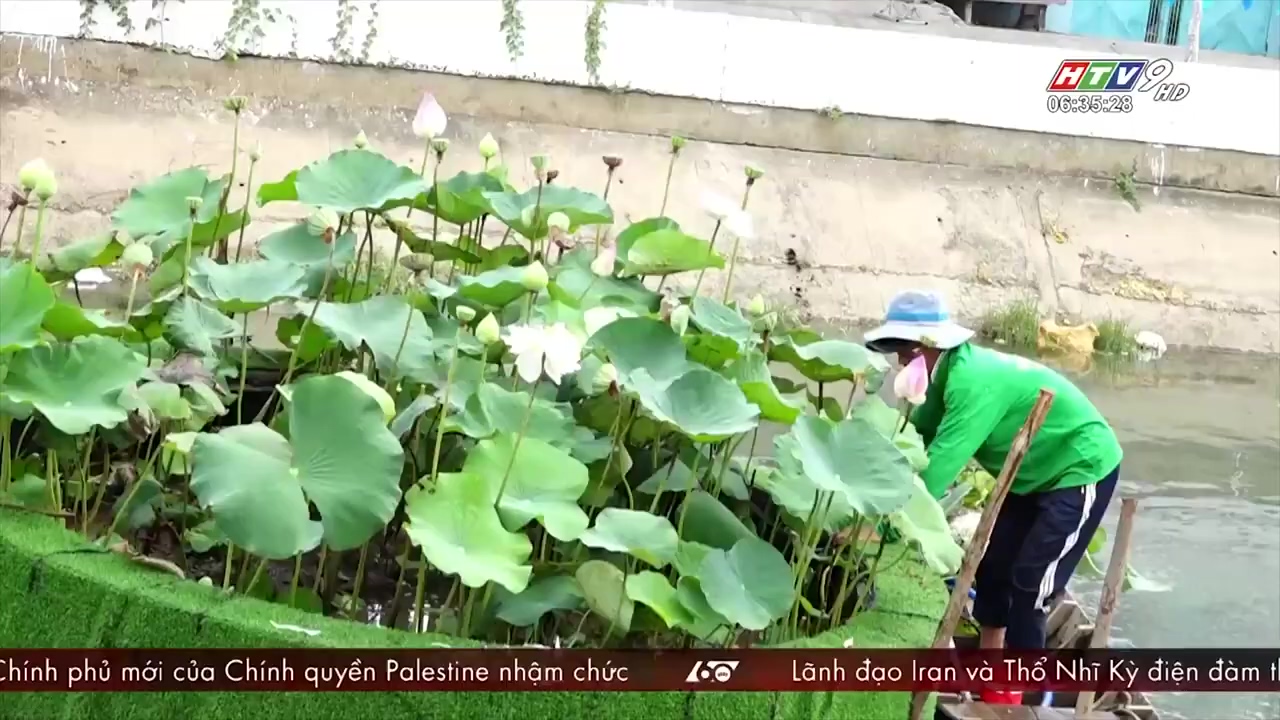 HTV9 HD
06:35:28
Chính phủ mới của Chính quyền Palestine nhậm chức 60 Lãnh đạo Iran và Thổ Nhĩ Kỳ điện đàm